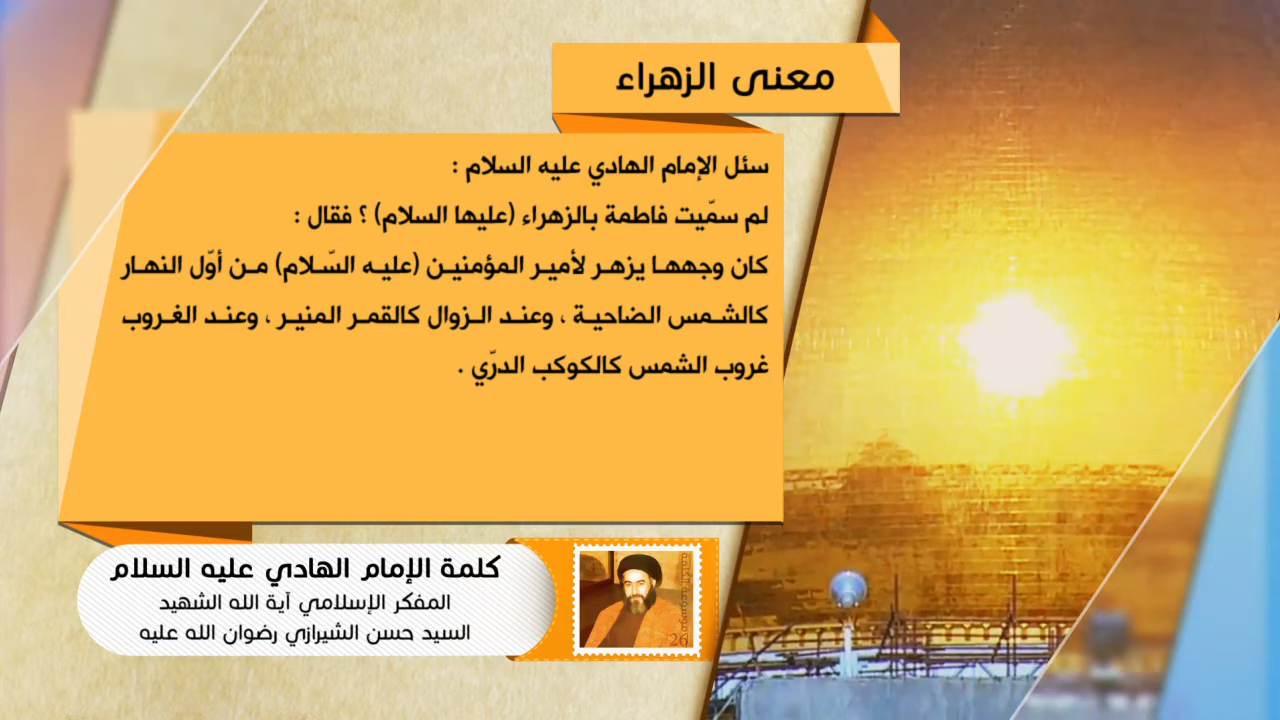 معنى الزهراء
سئل الإمام الهادي عليه السلام :
لم سمّيت فاطمة بالزهراء (عليها السلام) ؟ فقال :
كان وجهها يزهر لأمير المؤمنين (عليه السّلام) من أوّل النهار
كالشمس الضاحية ، وعند الزوال كالقمر المنير ، وعند الغروب
غروب الشمس كالكوكب الدرّي .
كلمة الإمام الهادي عليه السلام
المفكر الإسلامي آية الله الشهيد
السيد حسن الشيرازي رضوان الله عليه